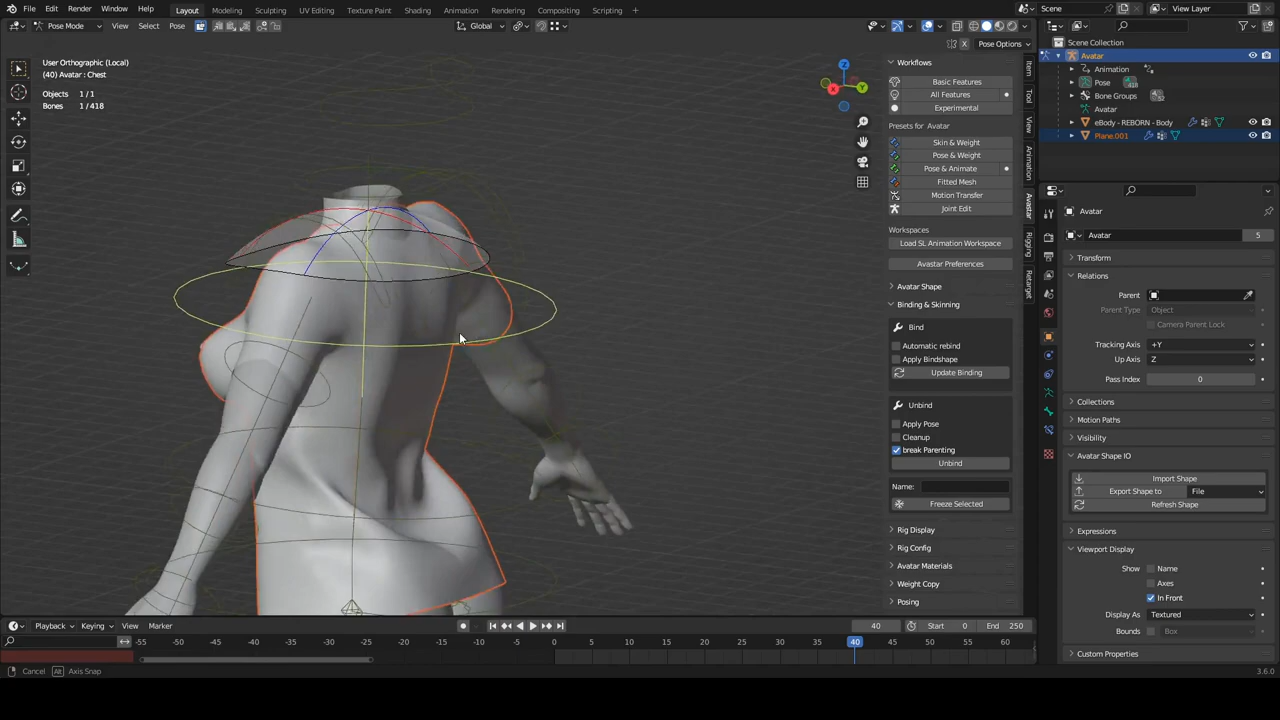 File Edit Render Window Help Layout Modeling Sculpting UV Editing Texture Paint Shading Animation Rendering Compositing Scripting + Scene View Layer
Pose Mode View Select Pose Global
X Pose Options
User Orthographic (Local)
(40) Avatar : Chest
Objects 1/1
Bones 1/418
Z
Y
X
Item
Tool
View
Animation
Avastar
Rigging
Retarget
Workflows
Basic Features
All Features
Experimental
Presets for Avatar
Skin & Weight
Pose & Weight
Pose & Animate
Fitted Mesh
Motion Transfer
Joint Edit
Workspaces
Load SL Animation Workspace
Avastar Preferences
Avatar Shape
Binding & Skinning
Bind
Automatic rebind
Apply Bindshape
Update Binding
Unbind
Apply Pose
Cleanup
break Parenting
Unbind
Name:
Freeze Selected
Rig Display
Rig Config
Avatar Materials
Weight Copy
Posing
Scene Collection
Avatar
Animation
Pose
Bone Groups
Avatar
eBody - REBORN - Body
Plane.001
Avatar
Avatar 5
Transform
Relations
Parent
Parent Type Object
Camera Parent Lock
Tracking Axis +Y
Up Axis Z
Pass Index 0
Collections
Motion Paths
Visibility
Avatar Shape IO
Import Shape
Export Shape to File
Refresh Shape
Expressions
Viewport Display
Show Name
Axes
In Front
Display As Textured
Bounds Box
Custom Properties
Playback Keying View Marker 40 Start 0 End 250
-55 -50 -45 -40 -35 -30 -25 -20 -15 -10 -5 0 5 10 15 20 25 30 35 40 45 50 55 60
Cancel Alt Axis Snap 3.6.0